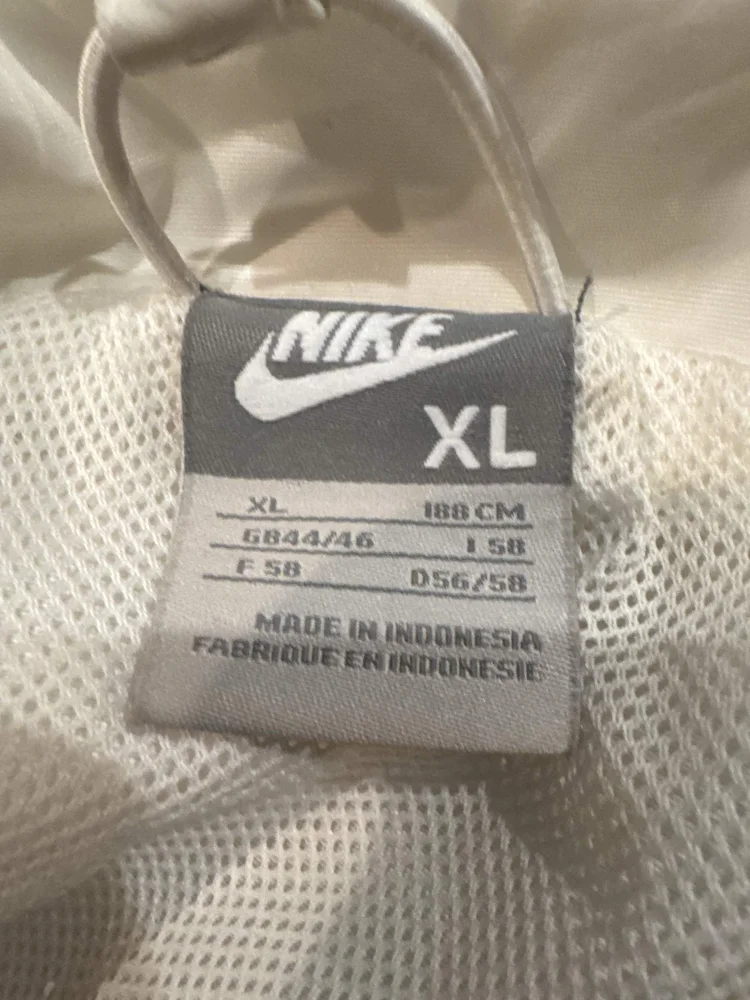 NIKE
XL
XL 188 CM
GB44/46 I 58
F 58 D56/58
MADE IN INDONESIA
FABRIQUE EN INDONESIE